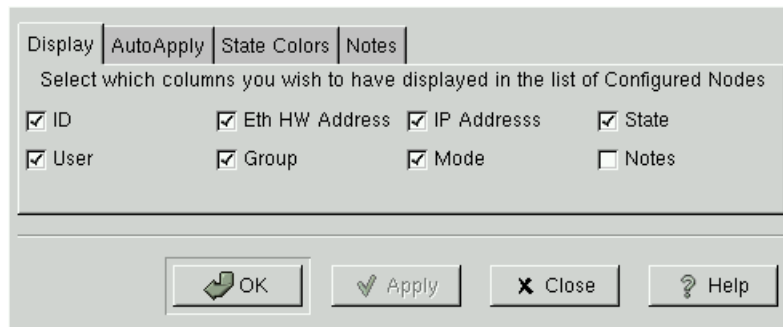 Display AutoApply State Colors Notes
Select which columns you wish to have displayed in the list of Configured Nodes
ID Eth HW Address IP Addresss State
User Group Mode Notes
OK Apply Close Help